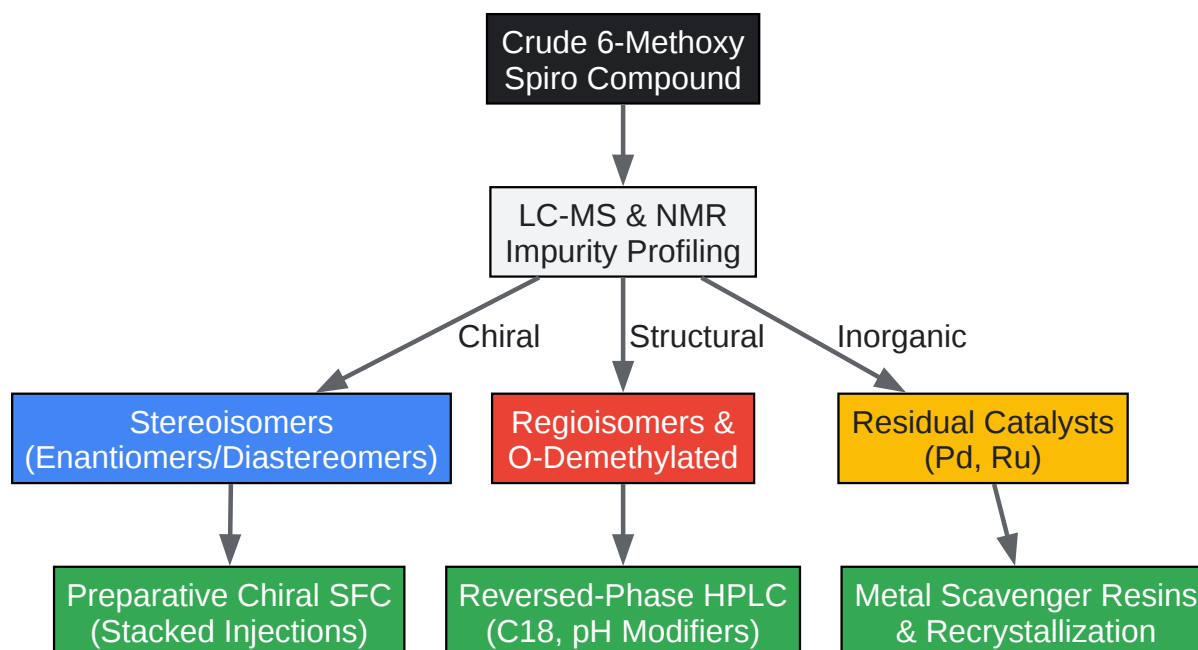 Crude 6-Methoxy
Spiro Compound
LC-MS & NMR
Impurity Profiling
Chiral
Structural
Inorganic
Stereoisomers
(Enantiomers/Diastereomers)
Regioisomers &
O-Demethylated
Residual Catalysts
(Pd, Ru)
Preparative Chiral SFC
(Stacked Injections)
Reversed-Phase HPLC
(C18, pH Modifiers)
Metal Scavenger Resins
& Recrystallization